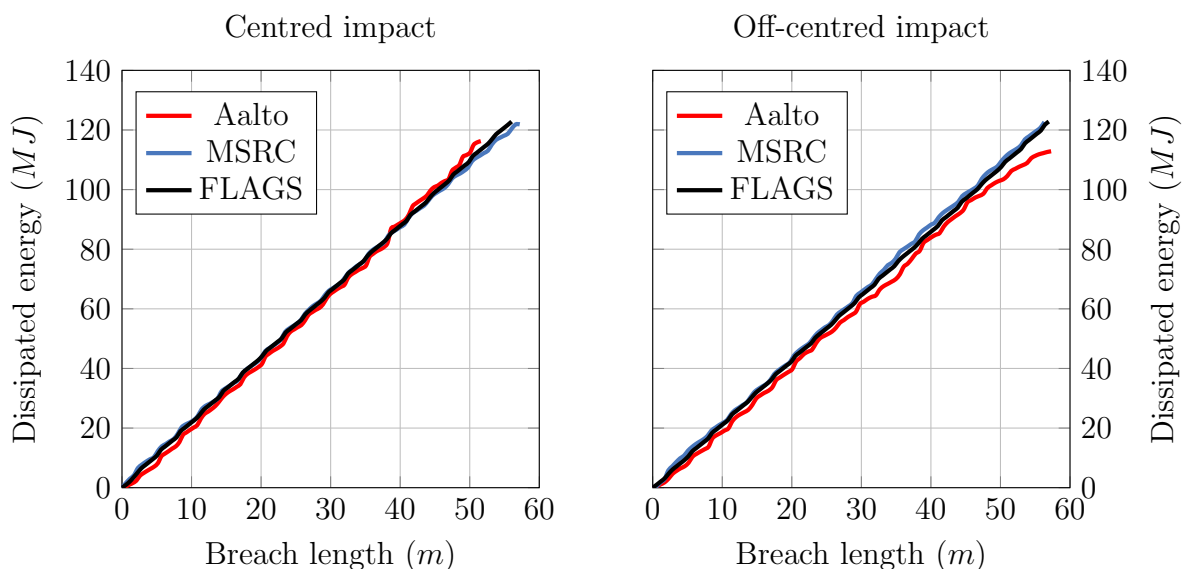 Centred impact
Off-centred impact
Dissipated energy (MJ)
140
120
100
80
60
40
20
0
Aalto
MSRC
FLAGS
0 10 20 30 40 50 60
Breach length (m)
Aalto
MSRC
FLAGS
0 10 20 30 40 50 60
Breach length (m)
140
120
100
80
60
40
20
0
Dissipated energy (MJ)